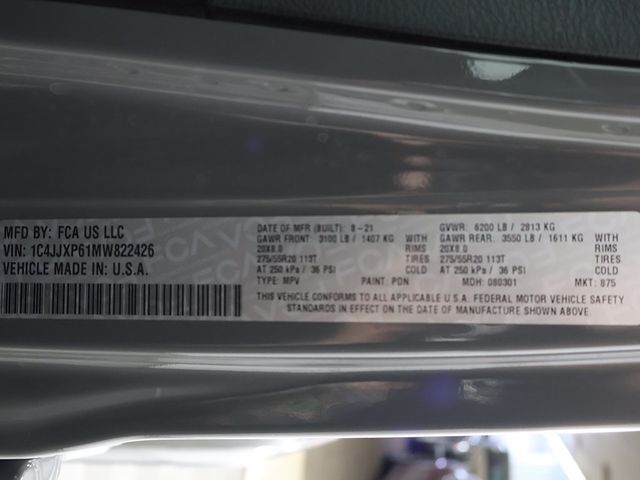 MFD BY: FCA US LLC
VIN: 1C4JJXP61MW822426
VEHICLE MADE IN: U.S.A.
DATE OF MFR (BUILT): 8-21 GVWR: 6200 LB / 2813 KG
GAWR FRONT: 3100 LB / 1407 KG WITH GAWR REAR: 3550 LB / 1611 KG WITH
20X8.0 RIMS 20X8.0 RIMS
275/55R20 113T TIRES 275/55R20 113T TIRES
AT 250 kPa / 36 PSI COLD AT 250 kPa / 36 PSI COLD
TYPE: MPV PAINT: PDN MDH: 080301 MKT: 875
THIS VEHICLE CONFORMS TO ALL APPLICABLE U.S.A. FEDERAL MOTOR VEHICLE SAFETY
STANDARDS IN EFFECT ON THE DATE OF MANUFACTURE SHOWN ABOVE.